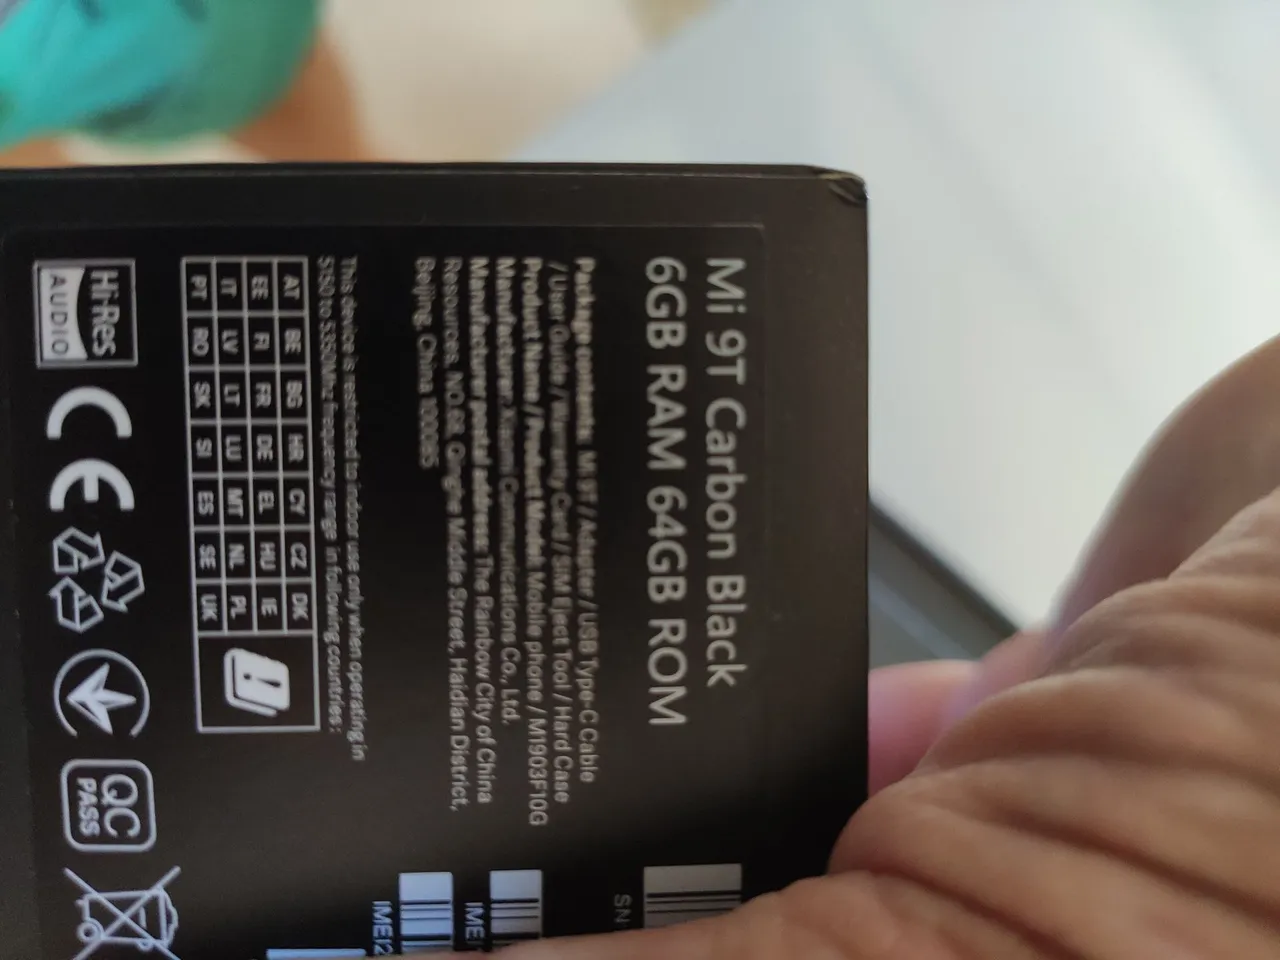 Mi 9T Carbon Black
6GB RAM 64GB ROM
Package contents: Mi 9T / Adapter / USB Type-C Cable
/ User Guide / Warranty Card / SIM Eject Tool / Hard Case
Product Name / Product Model: Mobile phone / M1903F10G
Manufacturer: Xiaomi Communications Co., Ltd.
Manufacturer postal address: The Rainbow City of China
Resources, NO.68, Qinghe Middle Street, Haidian District,
Beijing, China 100085
This device is restricted to indoor use only when operating in
5150 to 5350Mhz frequency range in following countries:
AT BE BG HR CY CZ DK
EE FI FR DE EL HU IE
IT LV LT LU MT NL PL
PT RO SK SI ES SE UK
Hi-Res
AUDIO
CE
QC
PASS
SN
IMEI
IMEI2